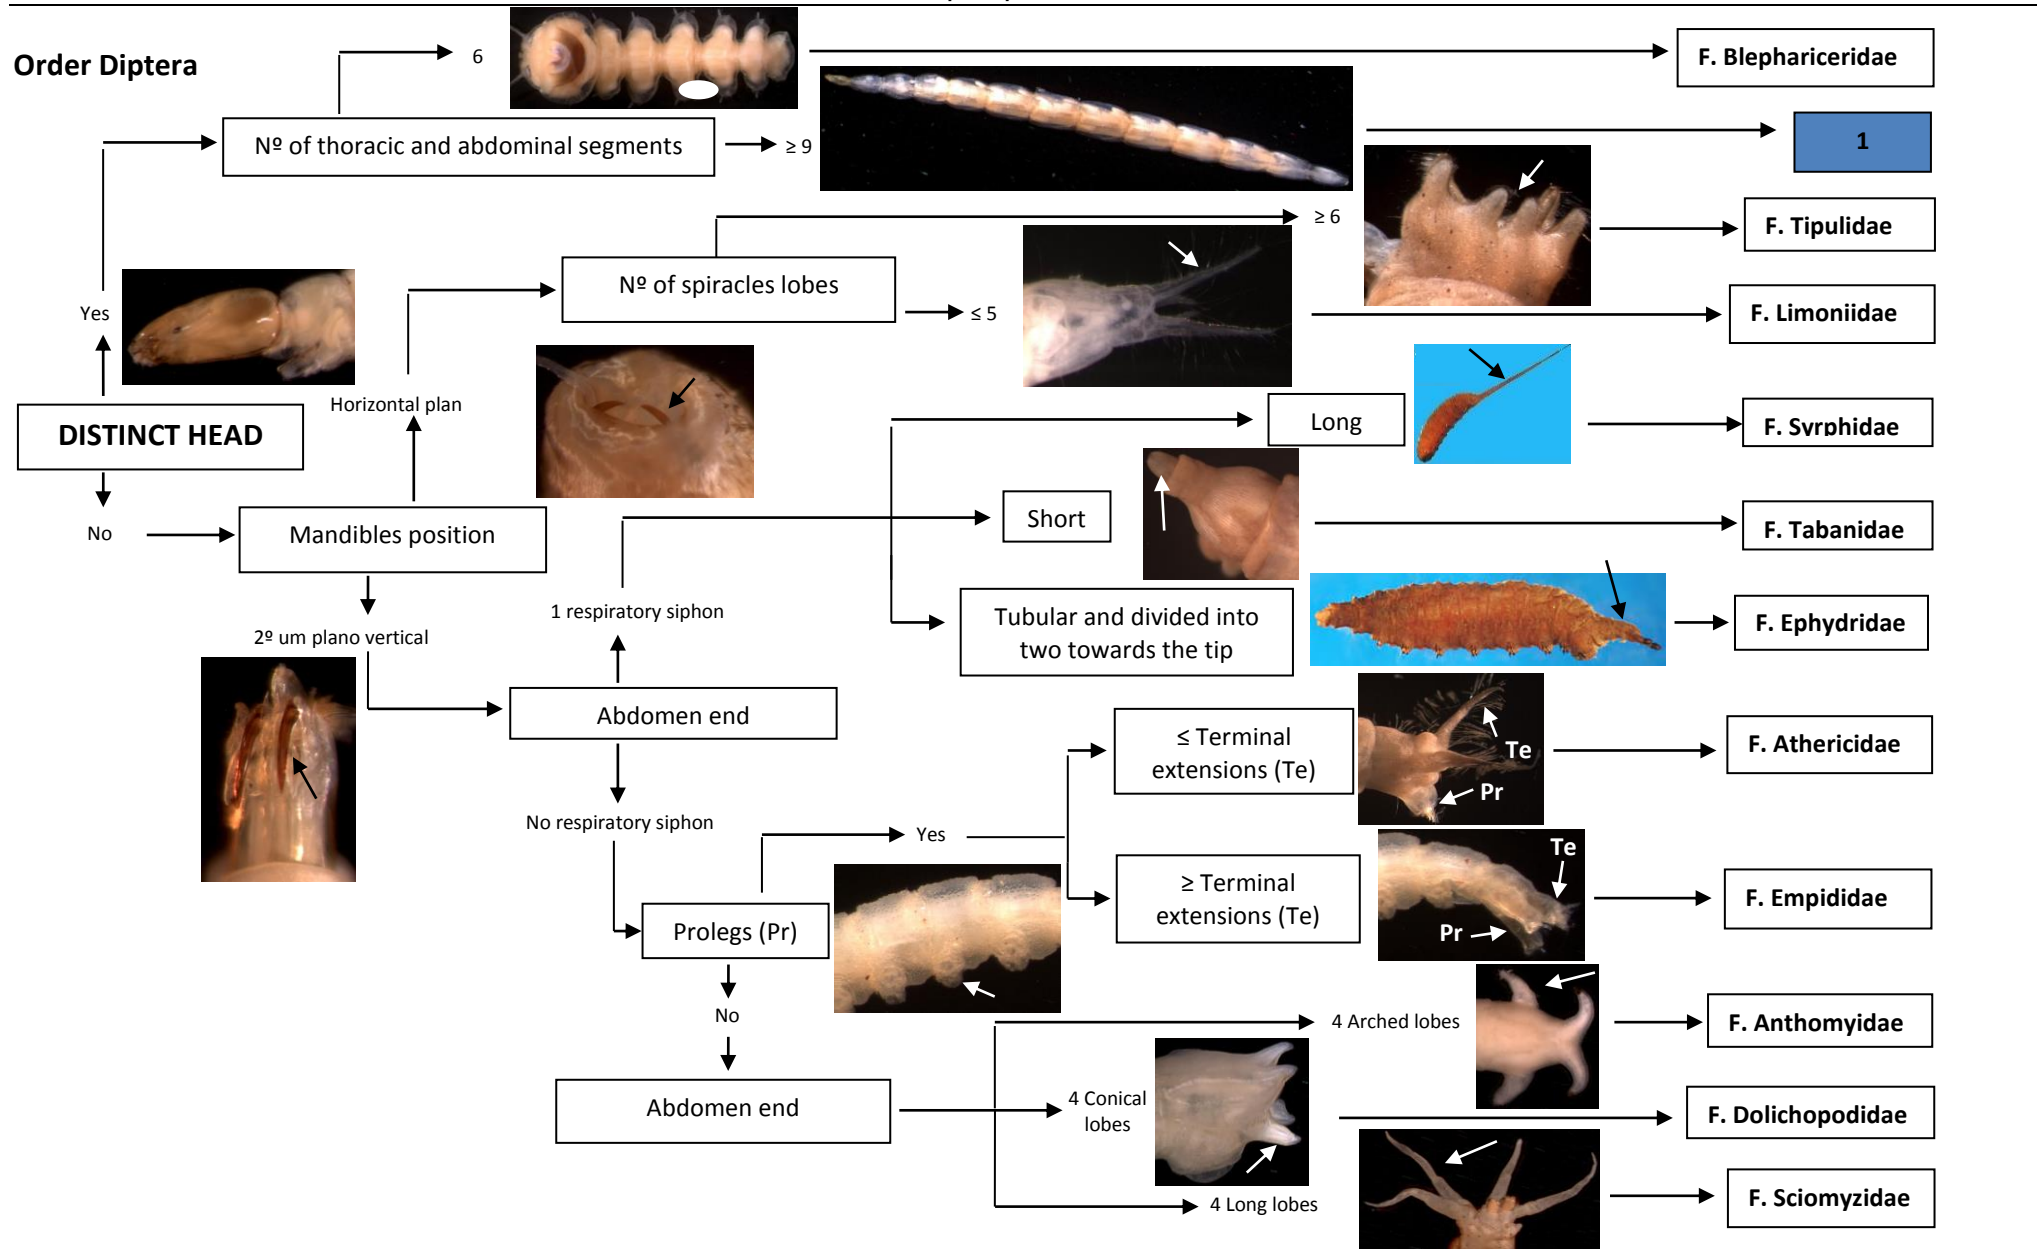 Order Diptera
6
F. Blephariceridae
Nº of thoracic and abdominal segments
≥ 9
1
≥ 6
F. Tipulidae
Nº of spiracles lobes
≤ 5
F. Limoniidae
Yes
Horizontal plan
DISTINCT HEAD
Long
F. Syrphidae
No
Mandibles position
Short
F. Tabanidae
1 respiratory siphon
Tubular and divided into
two towards the tip
F. Ephydridae
2º um plano vertical
Abdomen end
≤ Terminal
extensions (Te)
Te
Pr
F. Athericidae
No respiratory siphon
Yes
≥ Terminal
extensions (Te)
Te
Pr
F. Empididae
Prolegs (Pr)
No
4 Arched lobes
F. Anthomyidae
Abdomen end
4 Conical
lobes
F. Dolichopodidae
4 Long lobes
F. Sciomyzidae